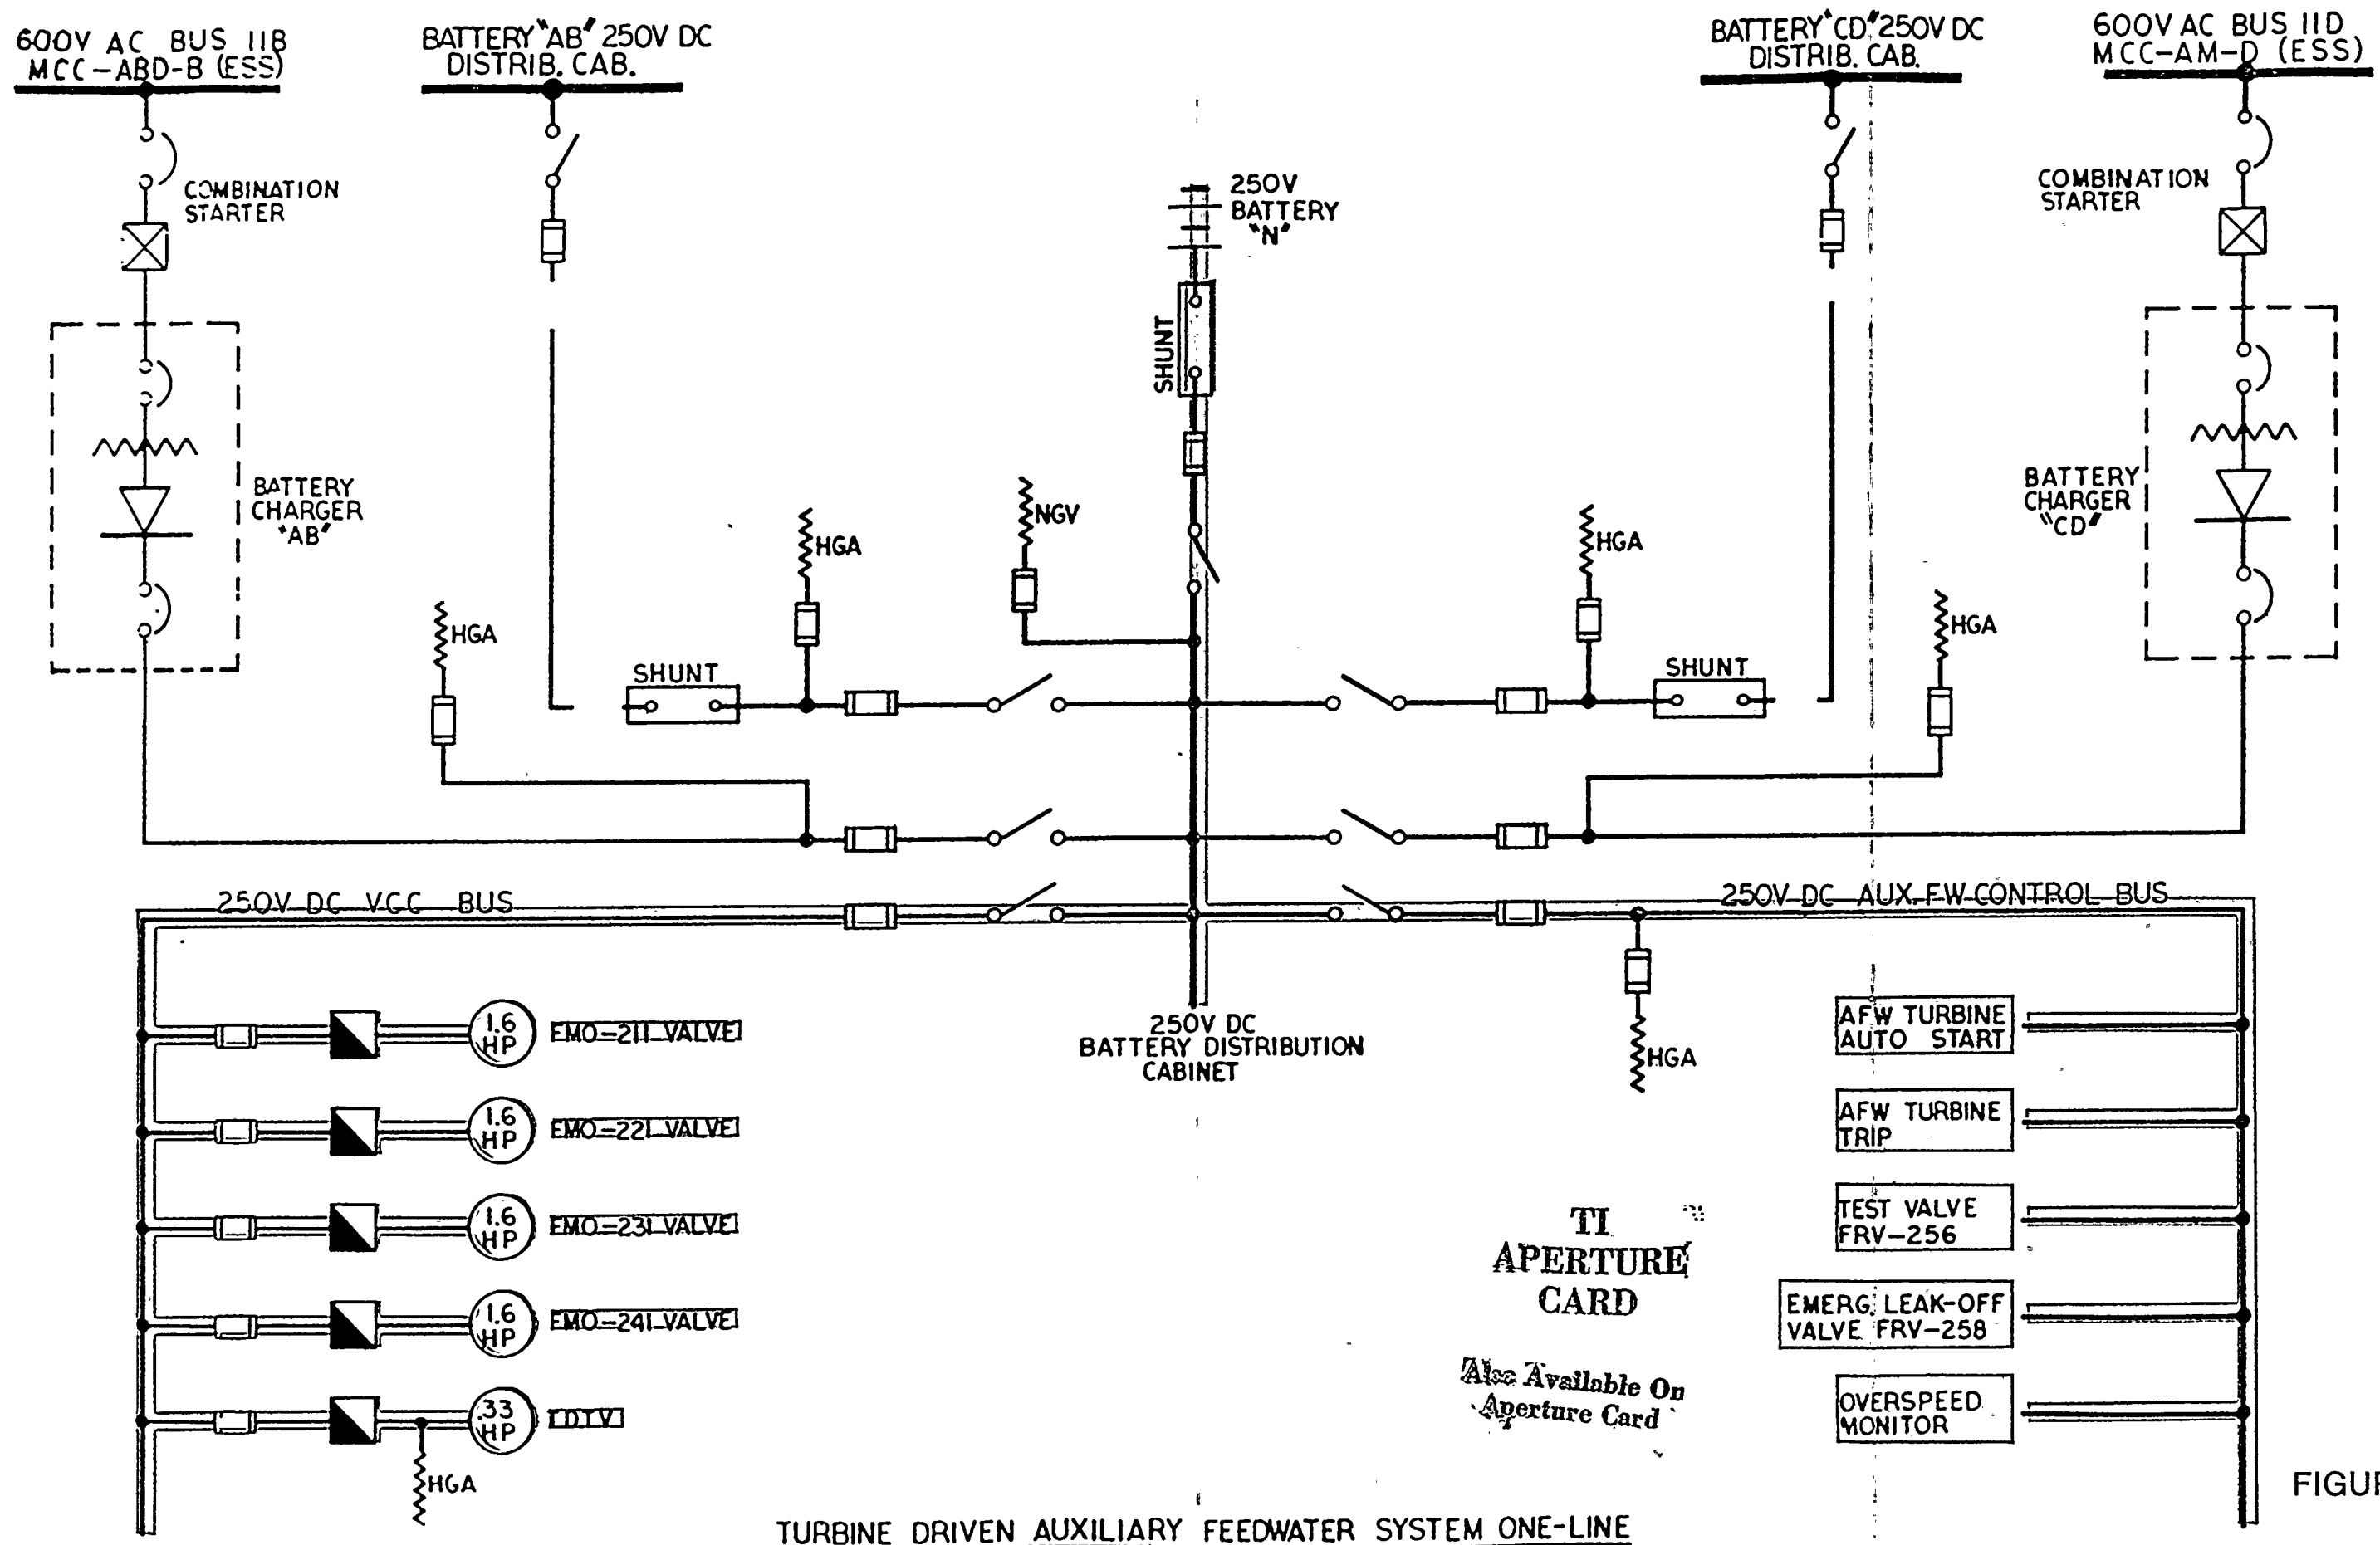 600V AC BUS 11B
MCC-ABD-B (ESS)
BATTERY "AB" 250V DC
DISTRIB. CAB.
BATTERY "CD" 250V DC
DISTRIB. CAB.
600V AC BUS 11D
MCC-AM-D (ESS)
COMBINATION
STARTER
250V
BATTERY
"N"
COMBINATION
STARTER
SHUNT
BATTERY
CHARGER
"AB"
BATTERY
CHARGER
"CD"
NGV
HGA
HGA
HGA
HGA
SHUNT
SHUNT
250V DC VCC BUS
250V DC AUX. FW CONTROL BUS
1.6
HP
EMO-211 VALVE
250V DC
BATTERY DISTRIBUTION
CABINET
HGA
AFW TURBINE
AUTO START
1.6
HP
EMO-221 VALVE
AFW TURBINE
TRIP
1.6
HP
EMO-231 VALVE
TEST VALVE
FRV-256
1.6
HP
EMO-241 VALVE
TI
APERTURE
CARD
EMERG. LEAK-OFF
VALVE FRV-258
Also Available On
Aperture Card
.33
HP
HGA
OVERSPEED
MONITOR
FIGUR
TURBINE DRIVEN AUXILIARY FEEDWATER SYSTEM ONE-LINE